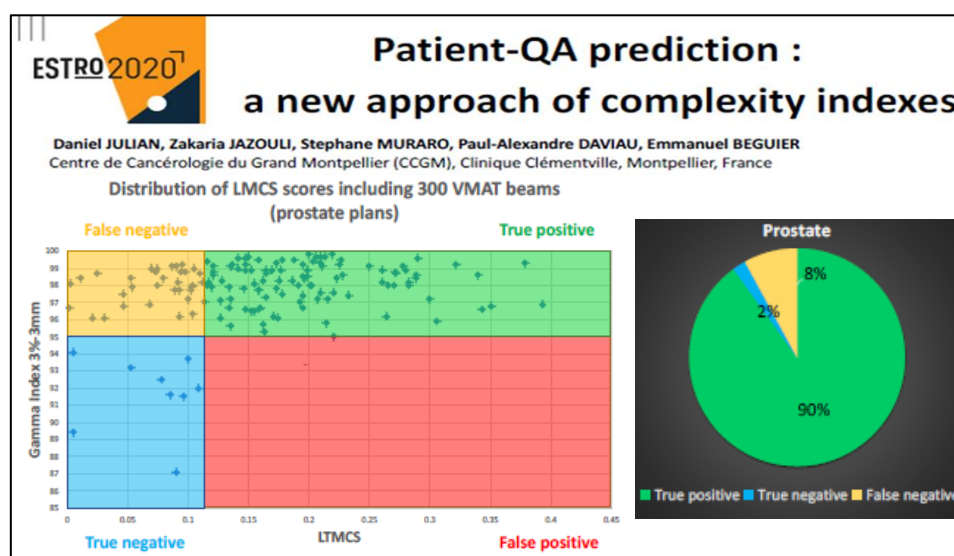 ESTRO2020
Patient-QA prediction :
a new approach of complexity indexes
Daniel JULIAN, Zakaria JAZOULI, Stephane MURARO, Paul-Alexandre DAVIAU, Emmanuel BEGUIER
Centre de Cancérologie du Grand Montpellier (CCGM), Clinique Clémentville, Montpellier, France
Distribution of LMCS scores including 300 VMAT beams
(prostate plans)
False negative
True positive
Gamma Index 3%-3mm
100
99
98
97
96
95
94
93
92
91
90
89
88
87
86
85
0
0.05
0.1
0.15
0.2
0.25
0.3
0.35
0.4
0.45
True negative
LTMCS
False positive
Prostate
8%
2%
90%
True positive
True negative
False negative